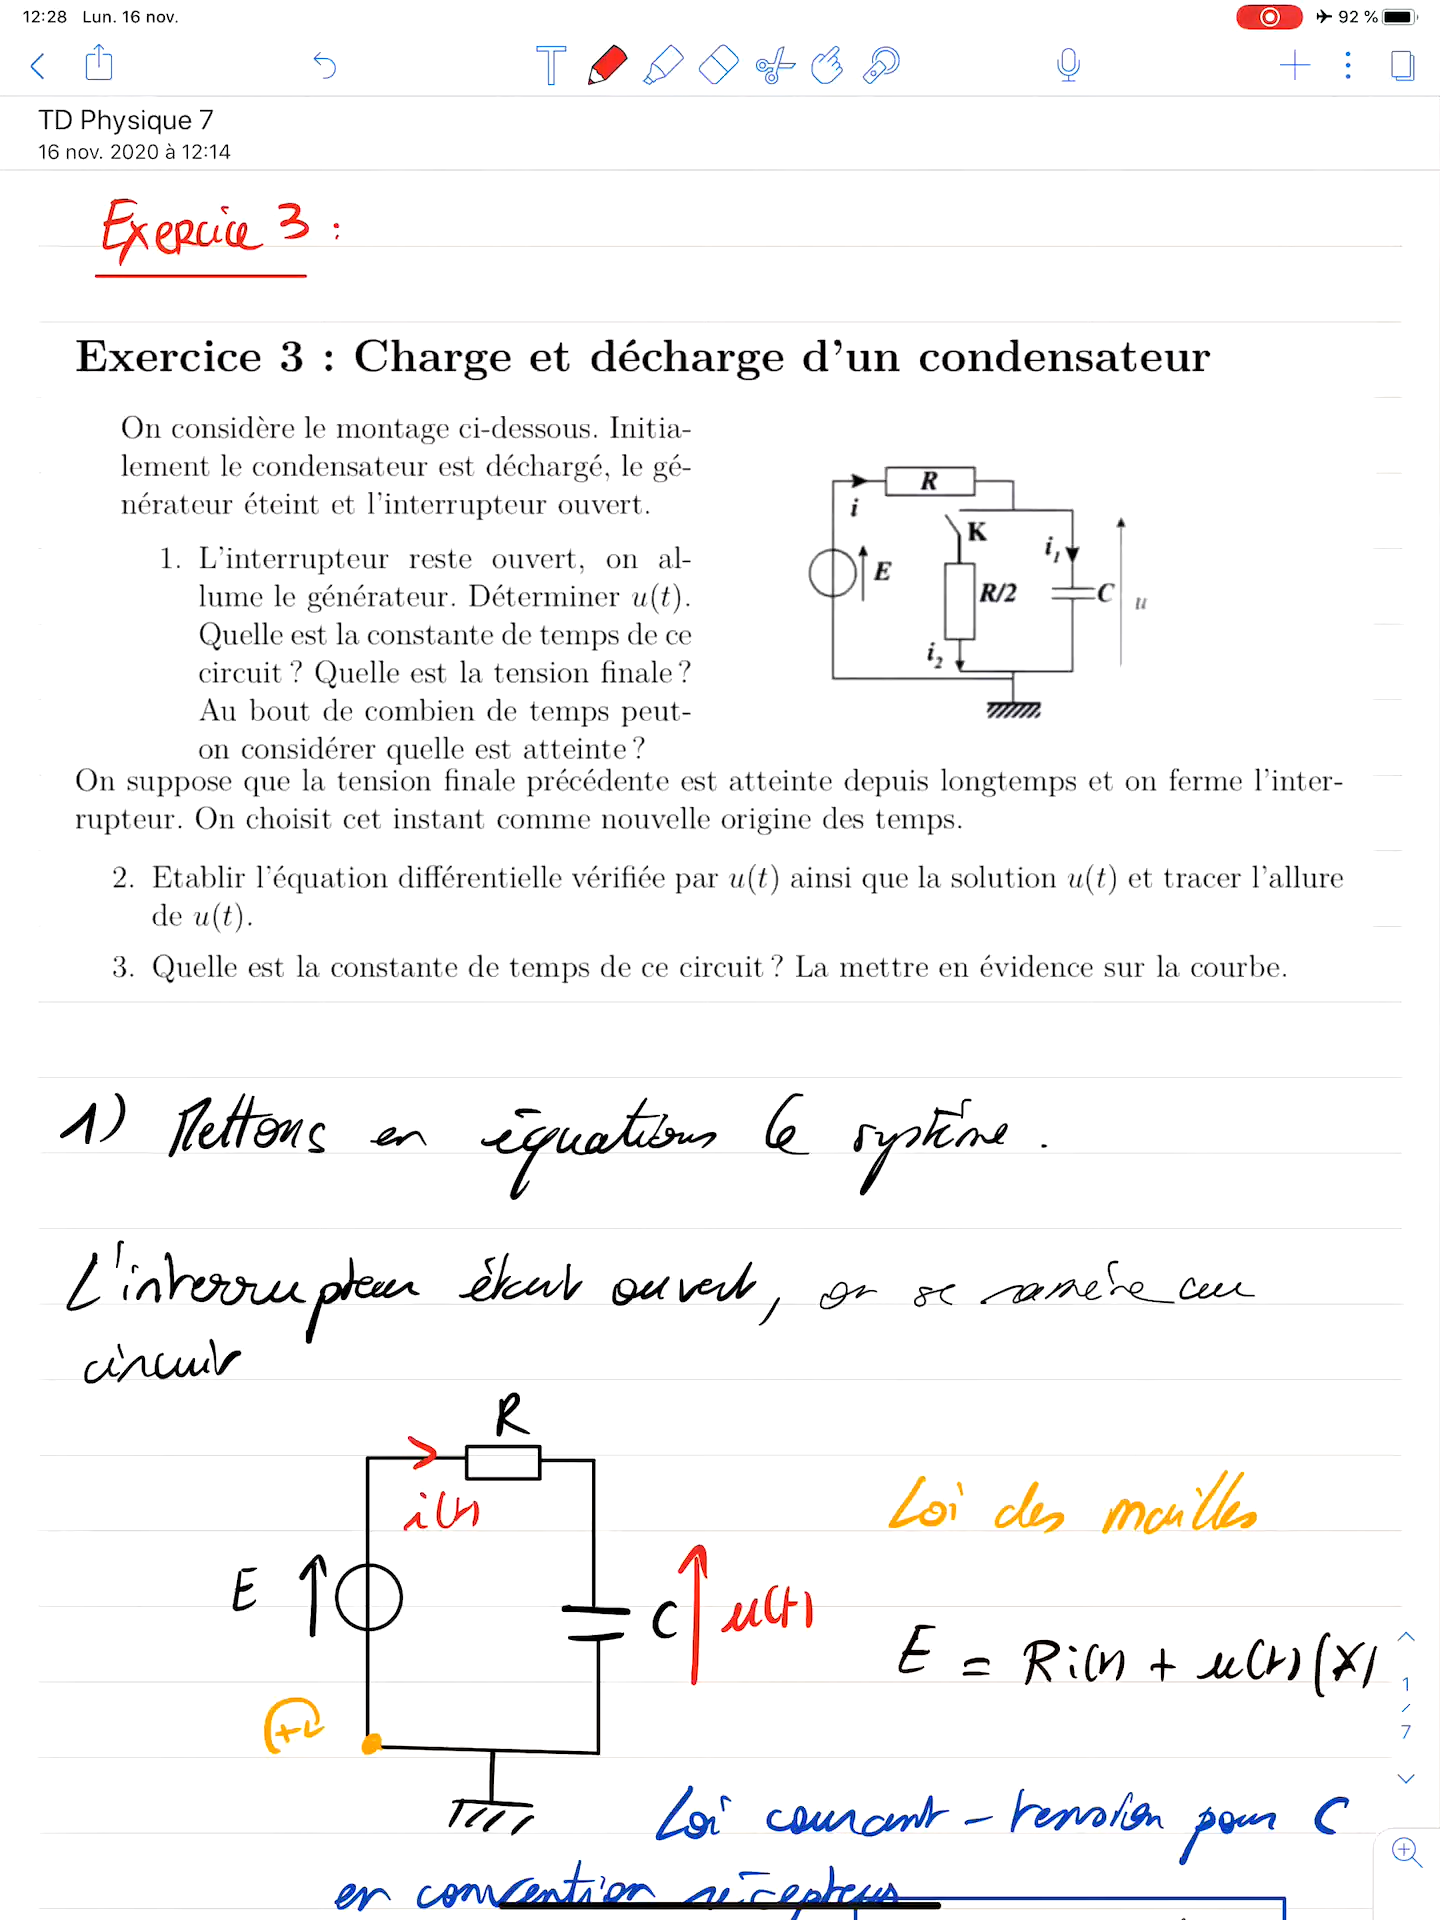 12:28 Lun. 16 nov.
92 %
TD Physique 7
16 nov. 2020 à 12:14
Exercice 3 :
Exercice 3 : Charge et décharge d'un condensateur
On considère le montage ci-dessous. Initia-
lement le condensateur est déchargé, le gé-
nérateur éteint et l'interrupteur ouvert.
1. L'interrupteur reste ouvert, on al-
lume le générateur. Déterminer u(t).
Quelle est la constante de temps de ce
circuit ? Quelle est la tension finale ?
Au bout de combien de temps peut-
on considérer quelle est atteinte ?
R
i
K
i₁
E
R/2
C
u
i₂
On suppose que la tension finale précédente est atteinte depuis longtemps et on ferme l'inter-
rupteur. On choisit cet instant comme nouvelle origine des temps.
2. Etablir l'équation différentielle vérifiée par u(t) ainsi que la solution u(t) et tracer l'allure
de u(t).
3. Quelle est la constante de temps de ce circuit ? La mettre en évidence sur la courbe.
1) Mettons en équations le système.
L'interrupteur étant ouvert, on se ramène au
circuit
R
i(t)
Loi des mailles
E
C
u(t)
E = Ri(t) + u(t) (*)
+
1
/
7
Loi courant - tension pour C
en convention récepteur